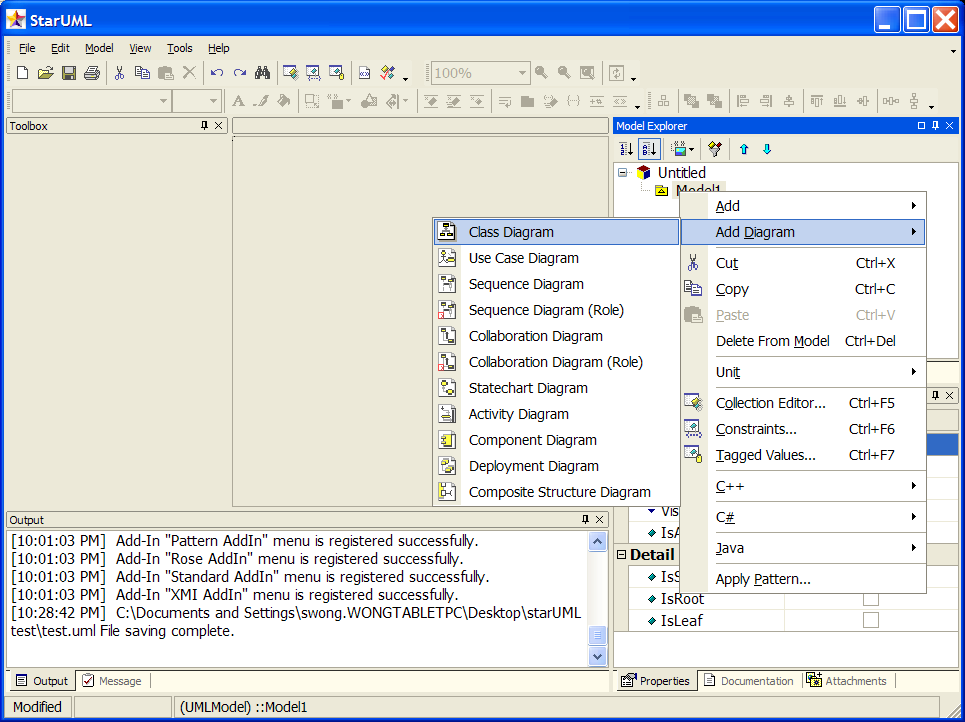 StarUML
File Edit Model View Tools Help
100%
Toolbox
Model Explorer
Untitled
Model1
Add
Add Diagram
Cut Ctrl+X
Copy Ctrl+C
Paste Ctrl+V
Delete From Model Ctrl+Del
Unit
Collection Editor... Ctrl+F5
Constraints... Ctrl+F6
Tagged Values... Ctrl+F7
C++
C#
Java
Apply Pattern...
Class Diagram
Use Case Diagram
Sequence Diagram
Sequence Diagram (Role)
Collaboration Diagram
Collaboration Diagram (Role)
Statechart Diagram
Activity Diagram
Component Diagram
Deployment Diagram
Composite Structure Diagram
Detail
IsRoot
IsLeaf
Output
[10:01:03 PM] Add-In "Pattern AddIn" menu is registered successfully.
[10:01:03 PM] Add-In "Rose AddIn" menu is registered successfully.
[10:01:03 PM] Add-In "Standard AddIn" menu is registered successfully.
[10:01:03 PM] Add-In "XMI AddIn" menu is registered successfully.
[10:28:42 PM] C:\Documents and Settings\swong.WONGTABLETPC\Desktop\starUML
test\test.uml File saving complete.
Output Message
Properties Documentation Attachments
Modified (UMLModel) ::Model1